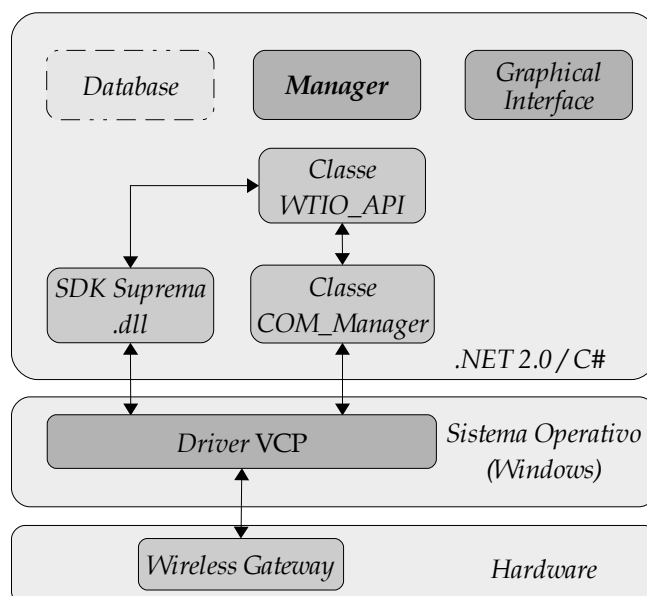 Database
Manager
Graphical
Interface
Classe
WTIO_API
SDK Suprema
.dll
Classe
COM_Manager
.NET 2.0 / C#
Driver VCP
Sistema Operativo
(Windows)
Wireless Gateway
Hardware